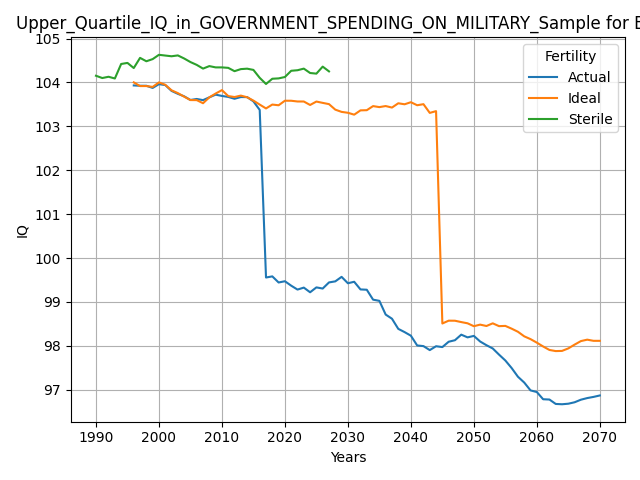 Upper_Quartile_IQ_in_GOVERNMENT_SPENDING_ON_MILITARY_Sample for
105
104
103
102
101
100
99
98
97
IQ
Fertility
Actual
Ideal
Sterile
1990 2000 2010 2020 2030 2040 2050 2060 2070
Years